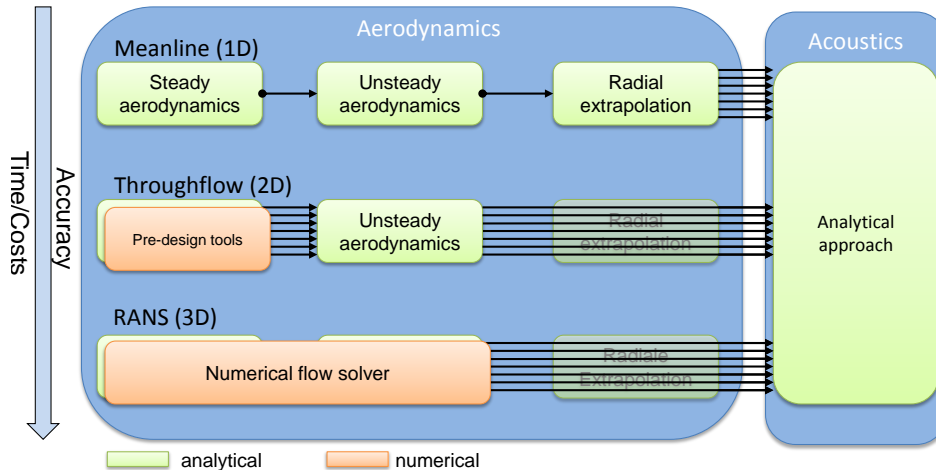 Aerodynamics
Acoustics
Meanline (1D)
Steady
aerodynamics
Unsteady
aerodynamics
Radial
extrapolation
Time/Costs
Accuracy
Throughflow (2D)
Pre-design tools
Unsteady
aerodynamics
Radial
extrapolation
Analytical
approach
RANS (3D)
Numerical flow solver
Radiale
Extrapolation
analytical
numerical